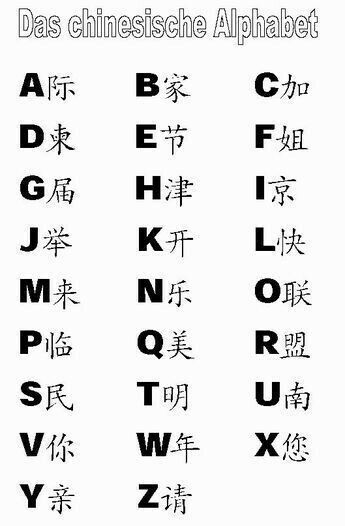 Das chinesische Alphabet
A际 B家 C加
D柬 E节 F姐
G届 H津 I京
J举 K开 L快
M来 N乐 O联
P临 Q美 R盟
S民 T明 U南
V你 W年 X您
Y亲 Z请